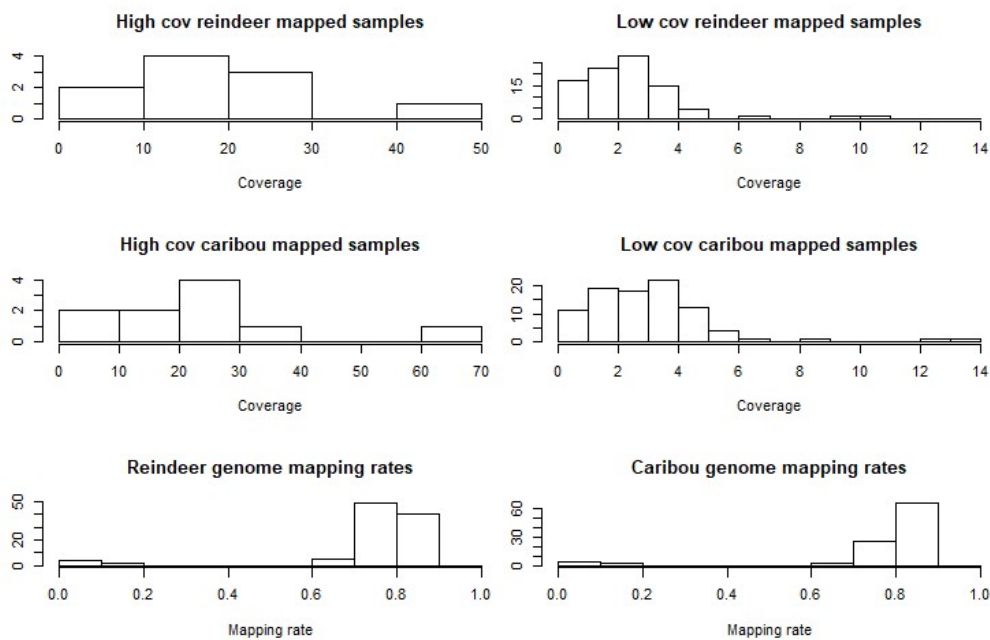 High cov reindeer mapped samples
4
2
0
0 10 20 30 40 50
Coverage
Low cov reindeer mapped samples
15
0
0 2 4 6 8 10 12 14
Coverage
High cov caribou mapped samples
4
2
0
0 10 20 30 40 50 60 70
Coverage
Low cov caribou mapped samples
20
10
0
0 2 4 6 8 10 12 14
Coverage
Reindeer genome mapping rates
50
20
0
0.0 0.2 0.4 0.6 0.8 1.0
Mapping rate
Caribou genome mapping rates
60
30
0
0.0 0.2 0.4 0.6 0.8 1.0
Mapping rate